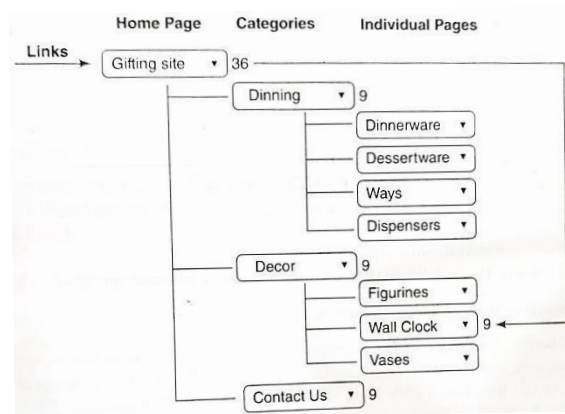 Home Page Categories Individual Pages
Links
Gifting site 36
Dinning 9
Dinnerware
Dessertware
Ways
Dispensers
Decor 9
Figurines
Wall Clock 9
Vases
Contact Us 9